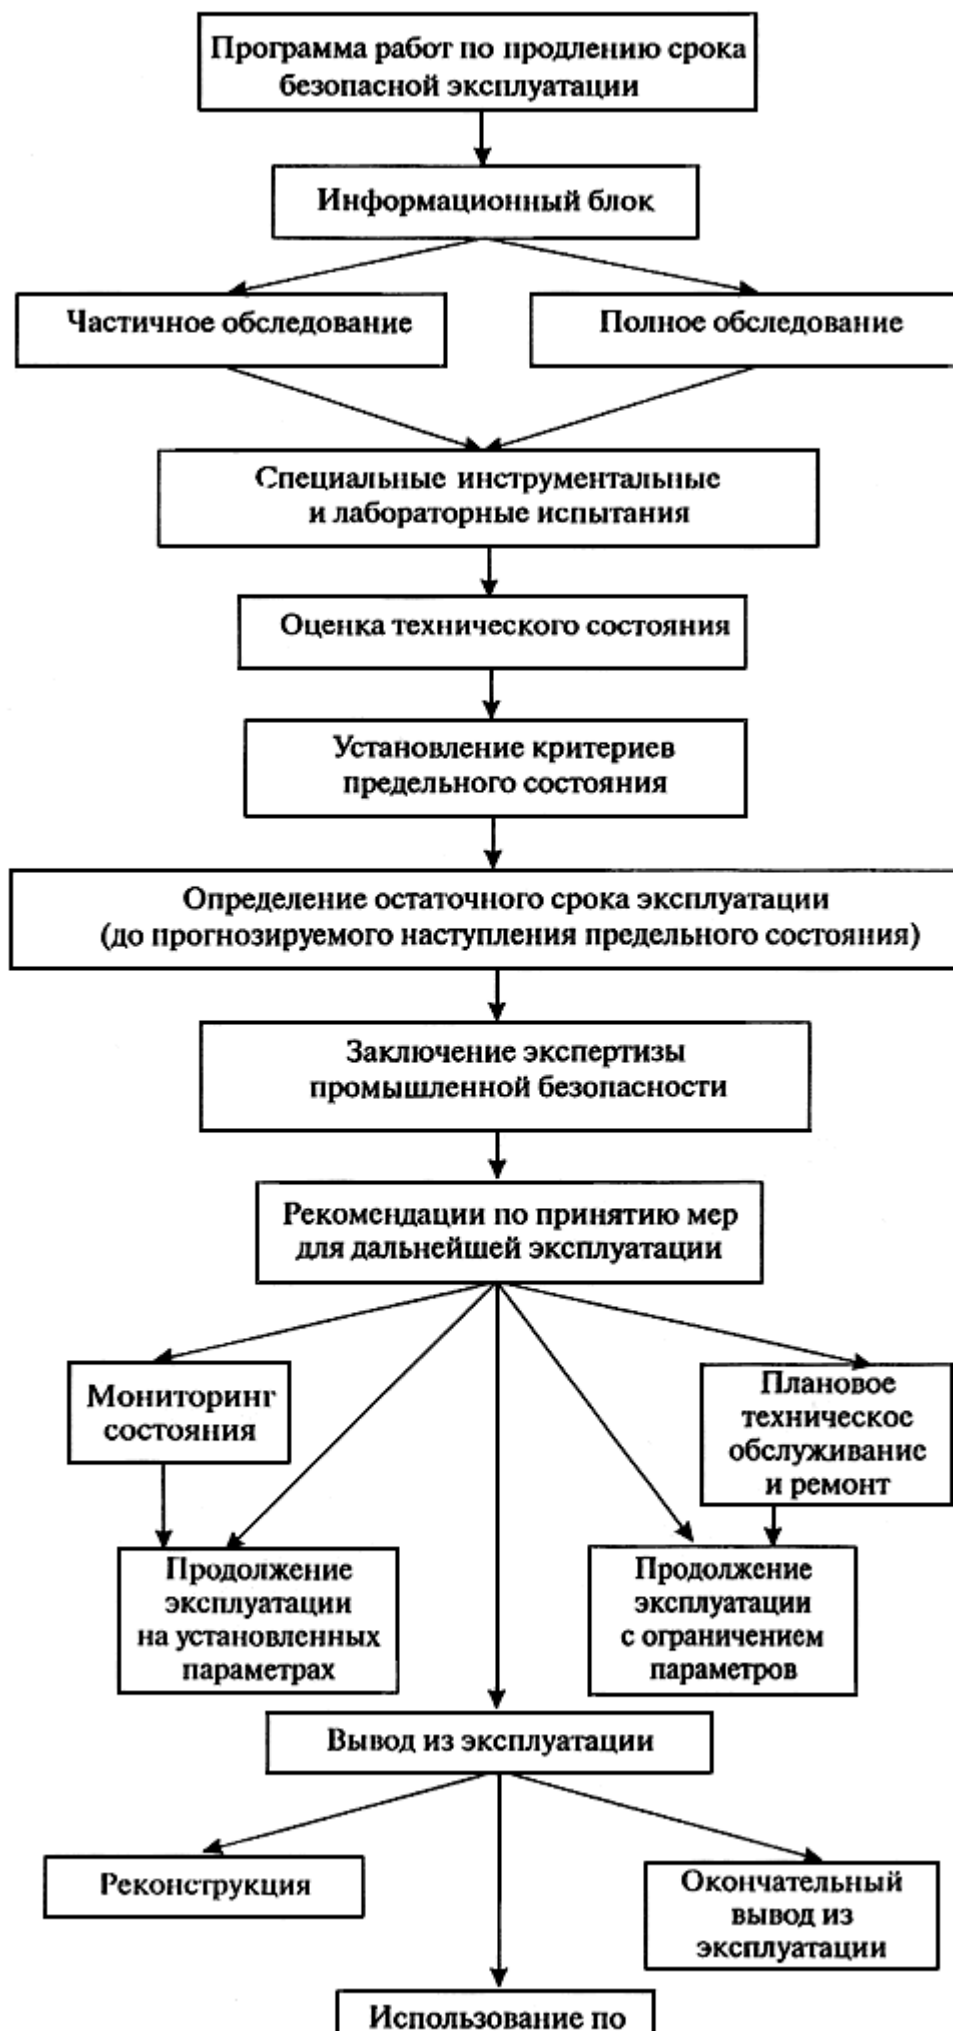 Программа работ по продлению срока
безопасной эксплуатации
Информационный блок
Частичное обследование
Полное обследование
Специальные инструментальные
и лабораторные испытания
Оценка технического состояния
Установление критериев
предельного состояния
Определение остаточного срока эксплуатации
(до прогнозируемого наступления предельного состояния)
Заключение экспертизы
промышленной безопасности
Рекомендации по принятию мер
для дальнейшей эксплуатации
Мониторинг
состояния
Плановое
техническое
обслуживание
и ремонт
Продолжение
эксплуатации
на установленных
параметрах
Продолжение
эксплуатации
с ограничением
параметров
Вывод из эксплуатации
Реконструкция
Окончательный
вывод из
эксплуатации
Использование по